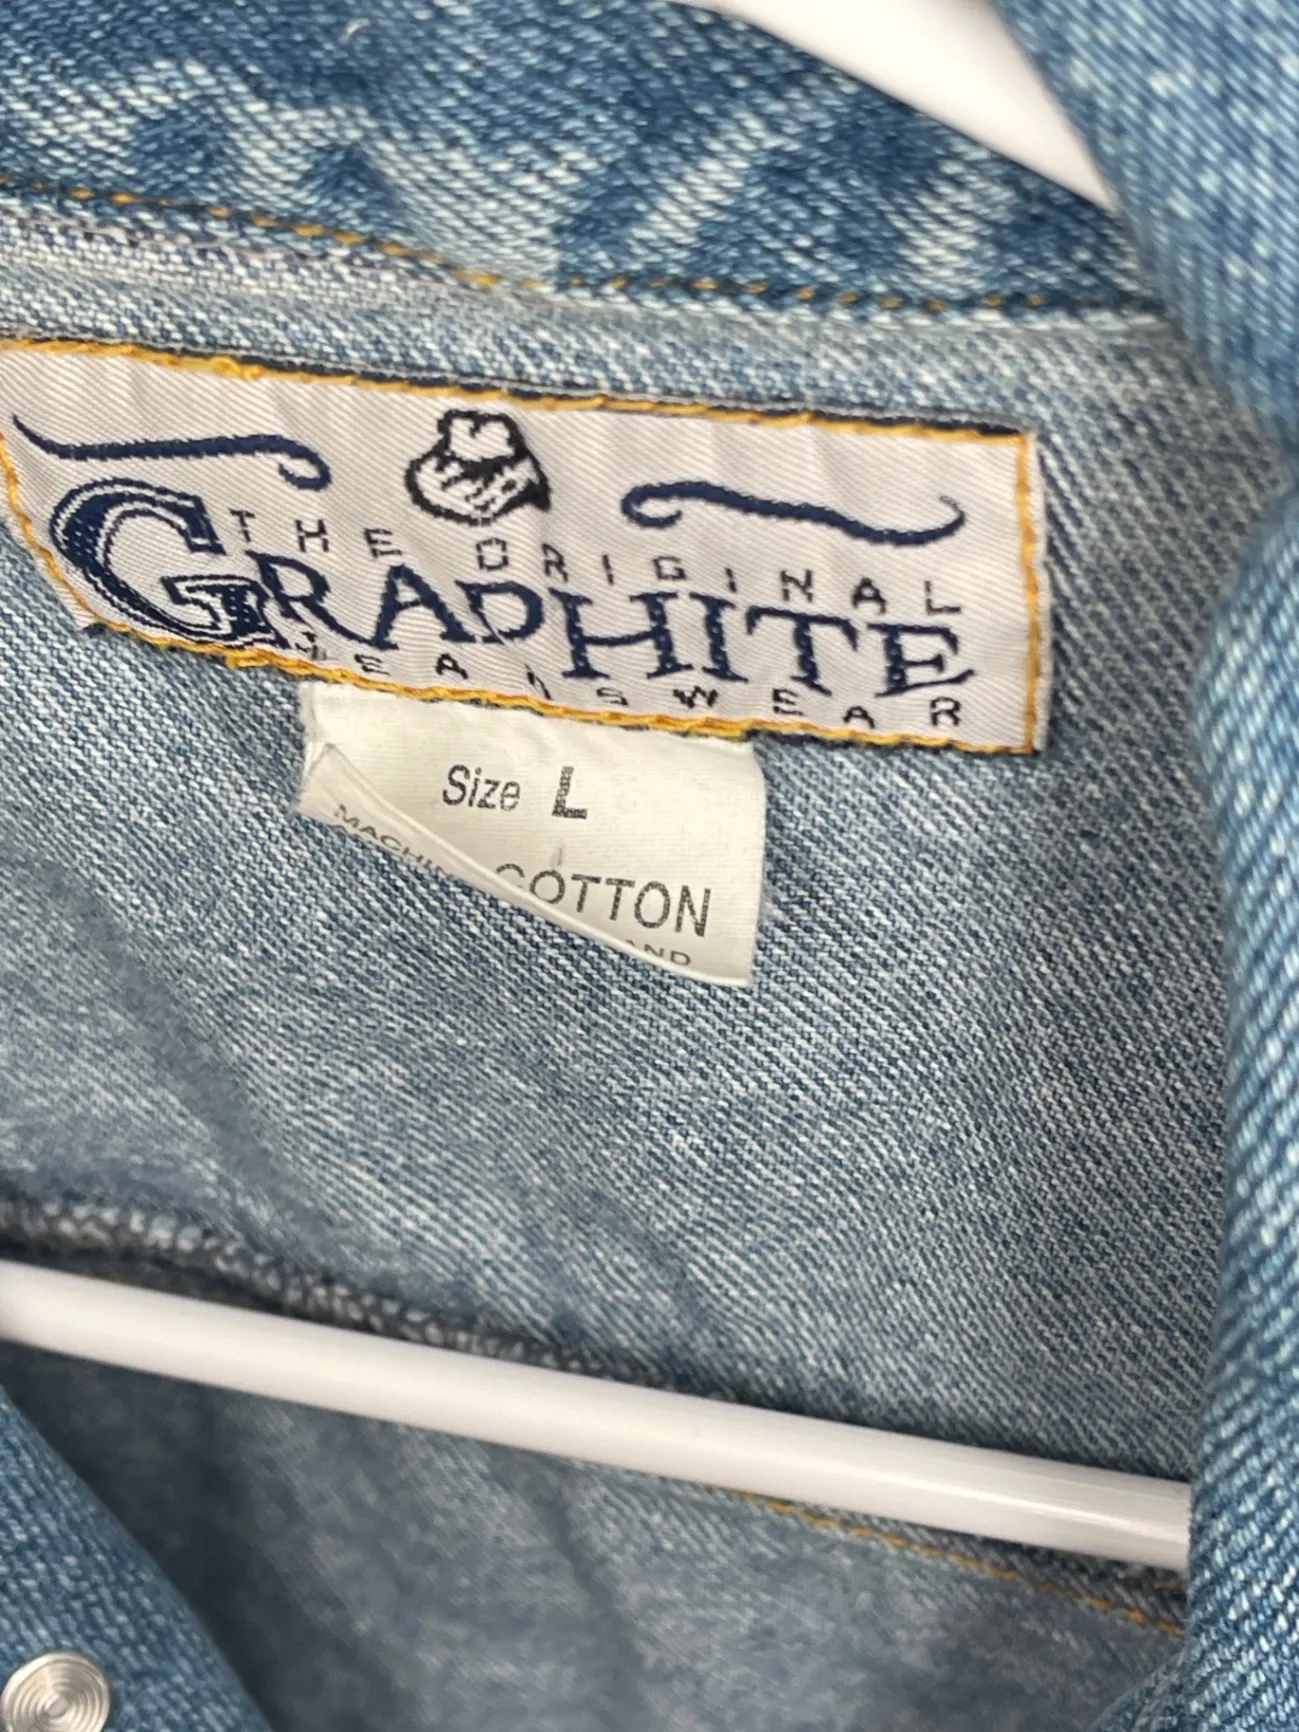 THE ORIGINAL
GRAPHITE
JEANSWEAR
Size L
COTTON